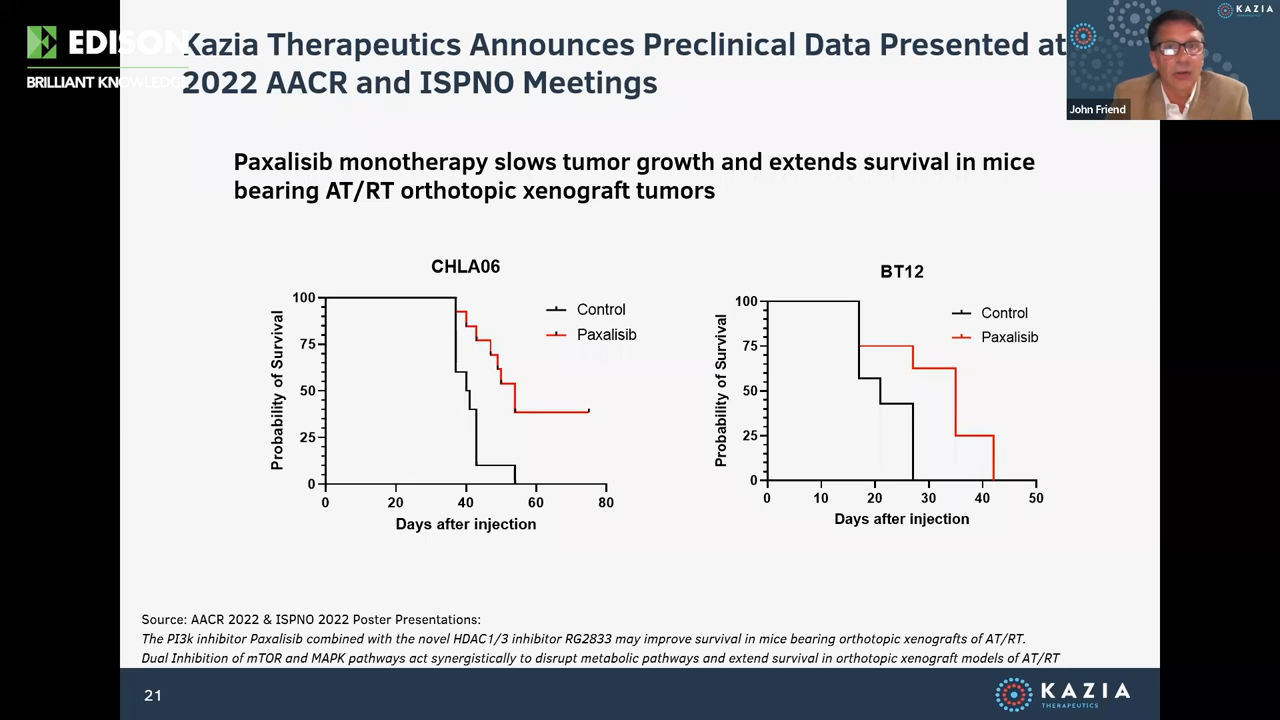 EDISON
BRILLIANT KNOWLEDGE
Kazia Therapeutics Announces Preclinical Data Presented at
2022 AACR and ISPNO Meetings
KAZIA
John Friend
Paxalisib monotherapy slows tumor growth and extends survival in mice
bearing AT/RT orthotopic xenograft tumors
CHLA06
Probability of Survival
100
75
50
25
0
Control
Paxalisib
0 20 40 60 80
Days after injection
BT12
Probability of Survival
100
75
50
25
0
Control
Paxalisib
0 10 20 30 40 50
Days after injection
Source: AACR 2022 & ISPNO 2022 Poster Presentations:
The PI3k inhibitor Paxalisib combined with the novel HDAC1/3 inhibitor RG2833 may improve survival in mice bearing orthotopic xenografts of AT/RT.
Dual Inhibition of mTOR and MAPK pathways act synergistically to disrupt metabolic pathways and extend survival in orthotopic xenograft models of AT/RT
21
KAZIA
THERAPEUTICS